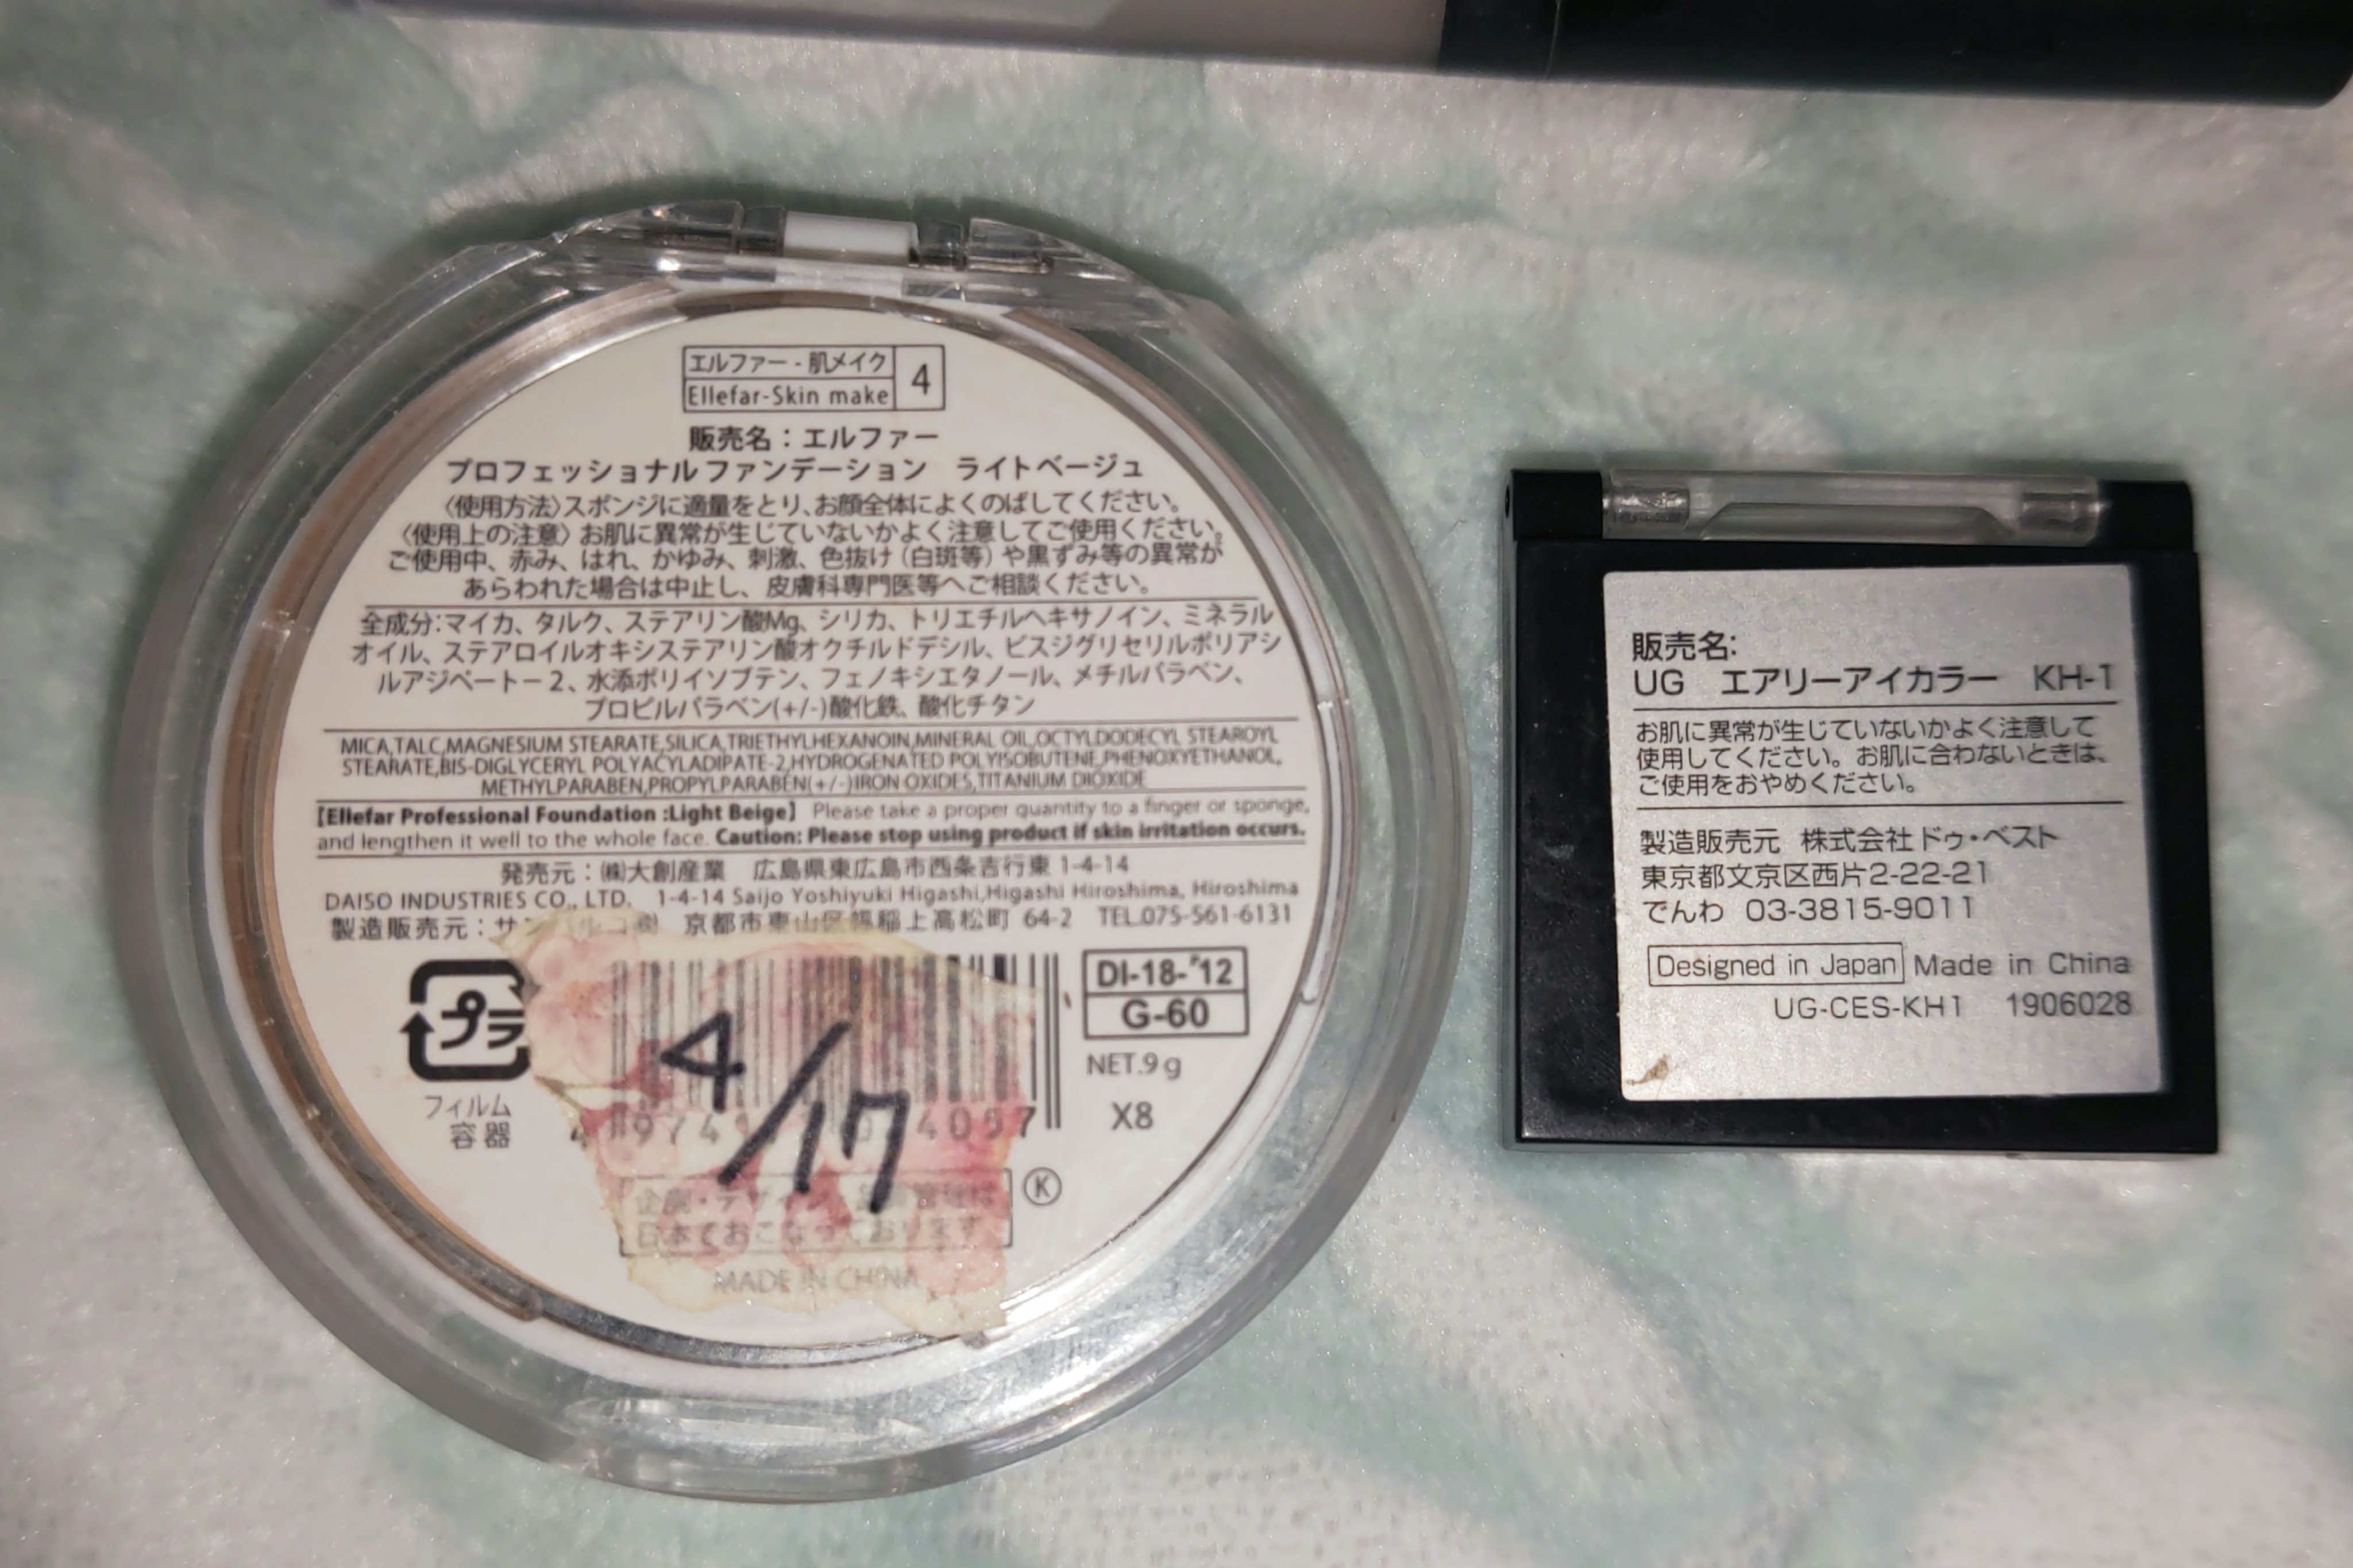 エルファー - 肌メイク
Ellefar-Skin make
4
販売名：エルファー
プロフェッショナルファンデーション　ライトベージュ
〈使用方法〉スポンジに適量をとり、お顔全体によくのばしてください。
〈使用上の注意〉お肌に異常が生じていないかよく注意してご使用ください。
ご使用中、赤み、はれ、かゆみ、刺激、色抜け（白斑等）や黒ずみ等の異常が
あらわれた場合は中止し、皮膚科専門医等へご相談ください。
全成分：マイカ、タルク、ステアリン酸Mg、シリカ、トリエチルヘキサノイン、ミネラル
オイル、ステアロイルオキシステアリン酸オクチルドデシル、ビスジグリセリルポリアシ
ルアジペートー2、水添ポリイソブテン、フェノキシエタノール、メチルパラベン、
プロピルパラベン(+/-)酸化鉄、酸化チタン
MICA,TALC,MAGNESIUM STEARATE,SILICA,TRIETHYLHEXANOIN,MINERAL OIL,OCTYLDODECYL STEAROYL
STEARATE,BIS-DIGLYCERYL POLYACYLADIPATE-2,HYDROGENATED POLYISOBUTENE,PHENOXYETHANOL,
METHYLPARABEN,PROPYLPARABEN(+/-)IRON OXIDES,TITANIUM DIOXIDE
【Ellefar Professional Foundation :Light Beige】 Please take a proper quantity to a finger or sponge,
and lengthen it well to the whole face. Caution: Please stop using product if skin irritation occurs.
発売元：㈱大創産業　広島県東広島市西条吉行東 1-4-14
DAISO INDUSTRIES CO., LTD. 1-4-14 Saijo Yoshiyuki Higashi,Higashi Hiroshima, Hiroshima
製造販売元： 京都市東山区 上高松町 64-2 TEL.075-561-6131
プラ
フィルム
容器
DI-18-'12
G-60
NET.9g
X8
4/17
企画・デザイン・品質管理は
日本でおこなっております
K
MADE IN CHINA
販売名:
UG エアリーアイカラー KH-1
お肌に異常が生じていないかよく注意して
使用してください。お肌に合わないときは、
ご使用をおやめください。
製造販売元 株式会社ドゥ・ベスト
東京都文京区西片2-22-21
でんわ 03-3815-9011
Designed in Japan Made in China
UG-CES-KH1 1906028